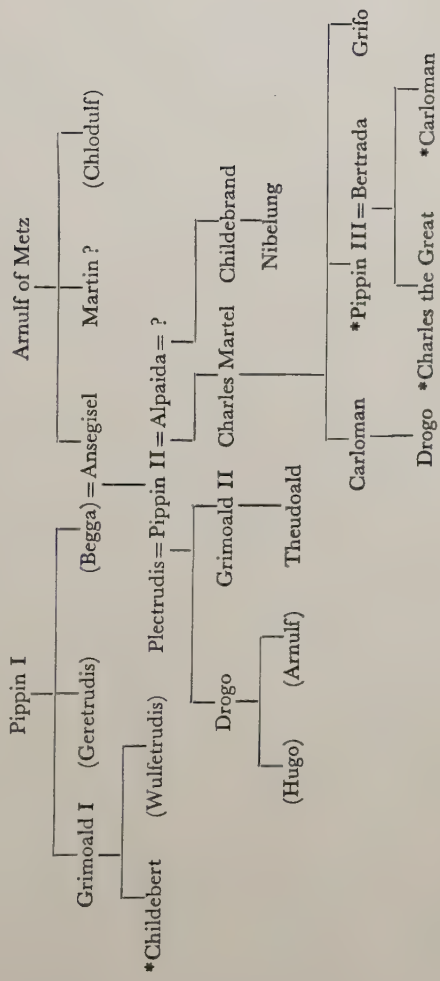 Pippin I Arnulf of Metz
Grimoald I (Geretrudis) (Begga) = Ansegisel Martin ? (Chlodulf)
*Childebert (Wulfetrudis) Plectrudis = Pippin II = Alpaida = ?
Drogo Grimoald II Charles Martel Childebrand
(Hugo) (Arnulf) Theudoald Nibelung
Carloman *Pippin III = Bertrada Grifo
Drogo *Charles the Great *Carloman